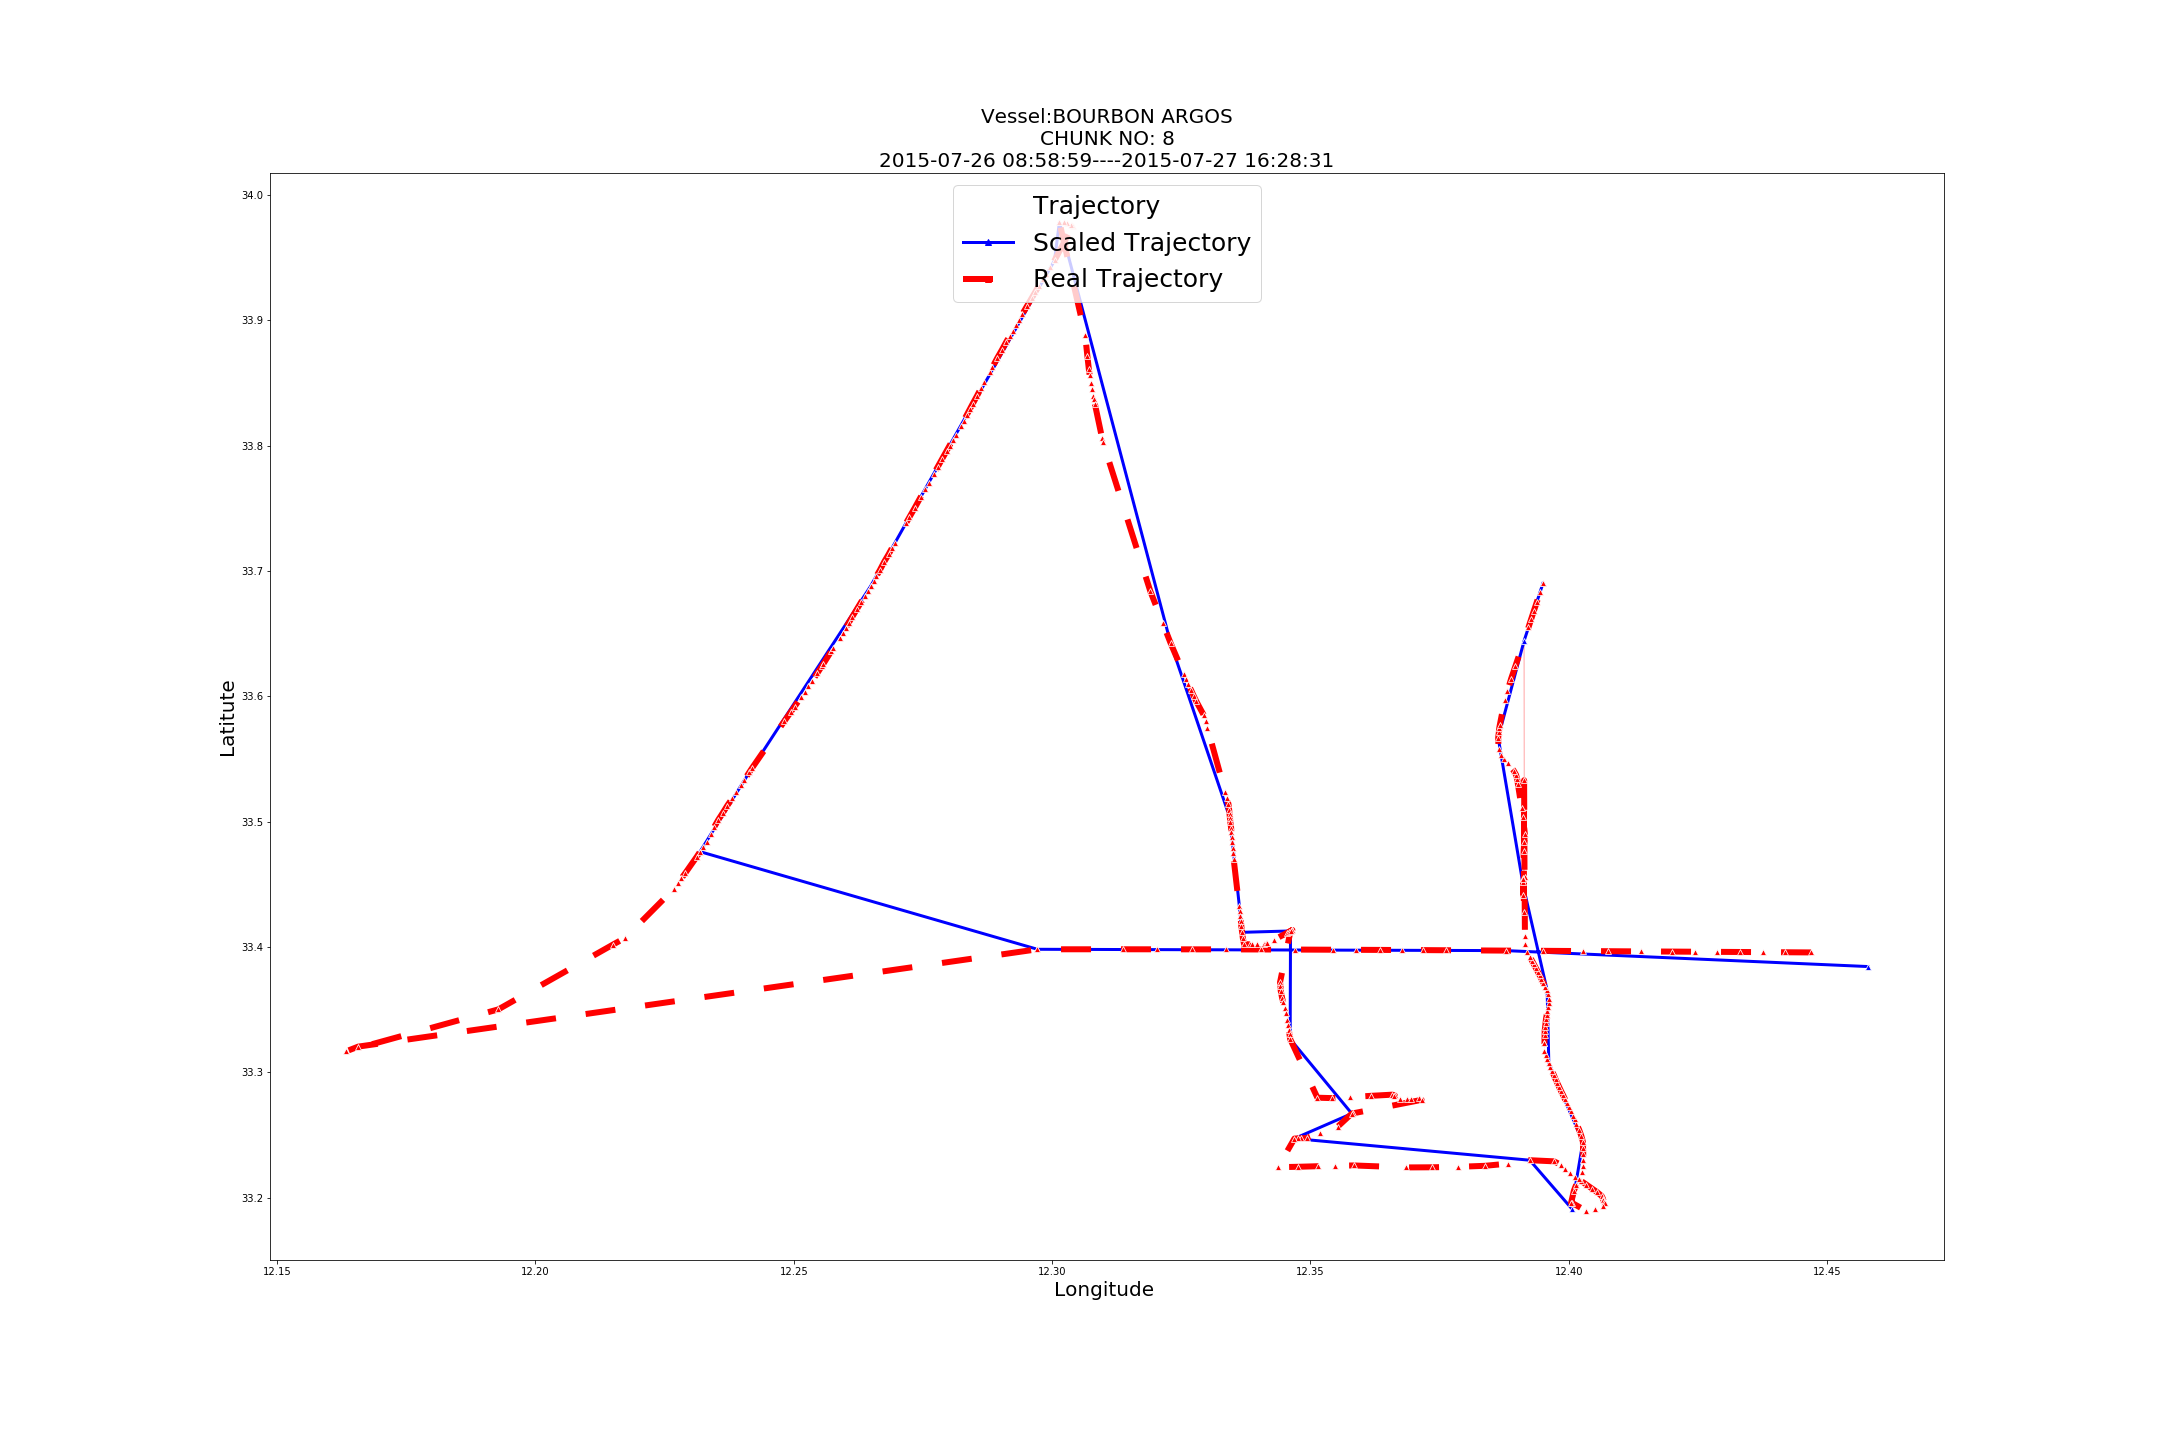 Vessel:BOURBON ARGOS
CHUNK NO: 8
2015-07-26 08:58:59----2015-07-27 16:28:31
Trajectory
Scaled Trajectory
Real Trajectory
34.0
33.9
33.8
33.7
33.6
33.5
33.4
33.3
33.2
Latitute
12.15 12.20 12.25 12.30 12.35 12.40 12.45
Longitude